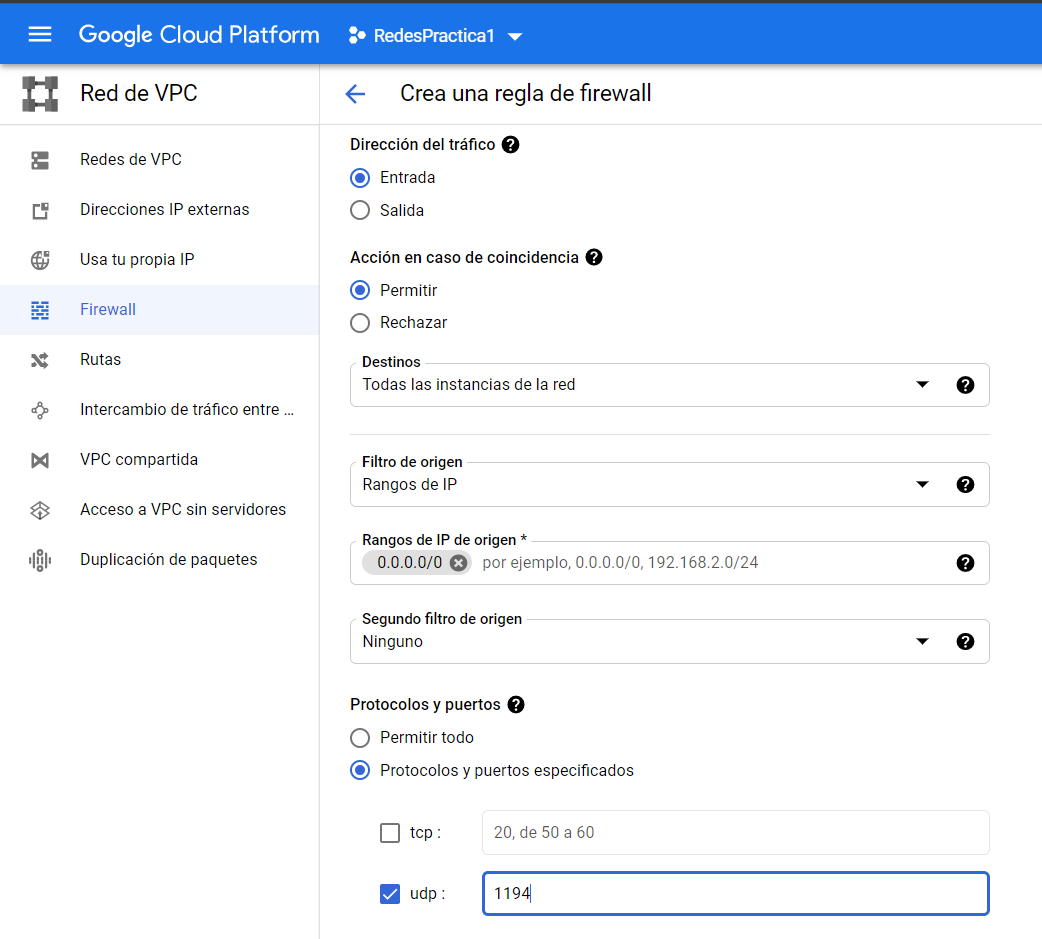 Google Cloud Platform
RedesPractica1
Red de VPC
Crea una regla de firewall
Redes de VPC
Direcciones IP externas
Usa tu propia IP
Firewall
Rutas
Intercambio de tráfico entre ...
VPC compartida
Acceso a VPC sin servidores
Duplicación de paquetes
Dirección del tráfico ?
Entrada
Salida
Acción en caso de coincidencia ?
Permitir
Rechazar
Destinos
Todas las instancias de la red ?
Filtro de origen
Rangos de IP ?
Rangos de IP de origen *
0.0.0.0/0 por ejemplo, 0.0.0.0/0, 192.168.2.0/24 ?
Segundo filtro de origen
Ninguno ?
Protocolos y puertos ?
Permitir todo
Protocolos y puertos especificados
tcp : 20, de 50 a 60
udp : 1194